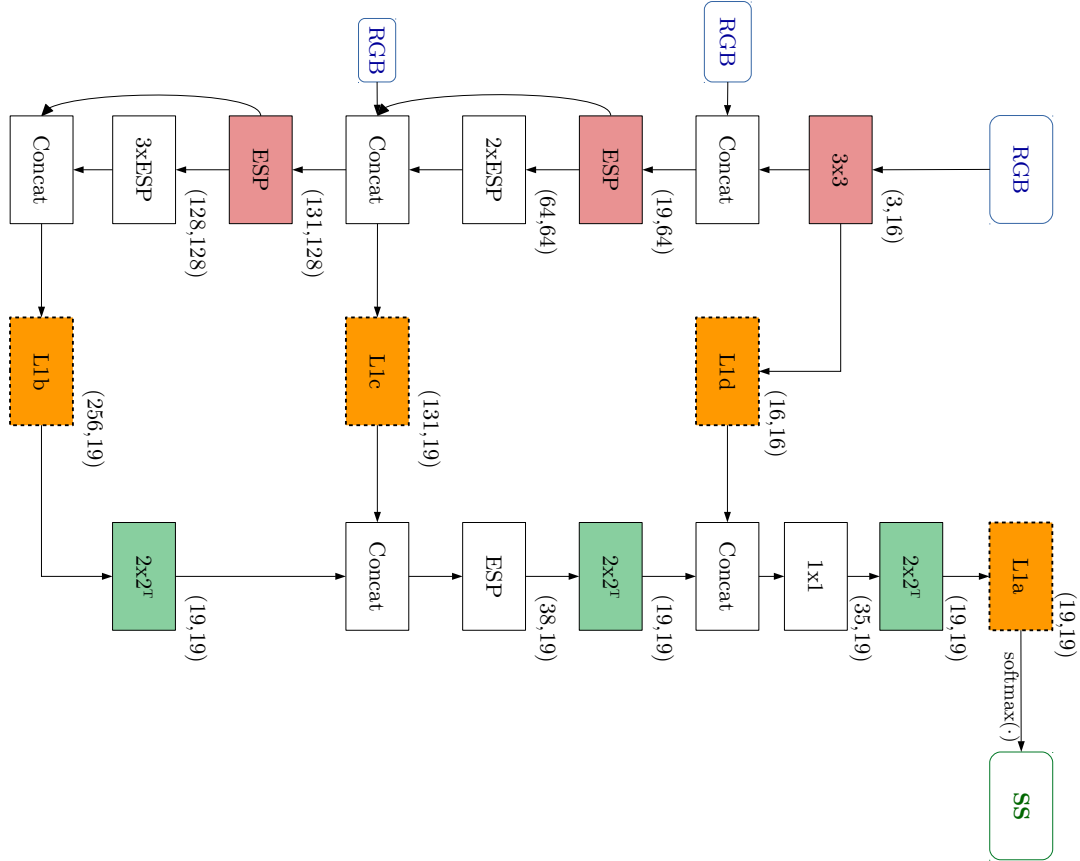 (19,19)
RGB
L1a
softmax(·)
SS
(19,19)
2x2ᵀ
(3,16)
3x3
(35,19)
1x1
(16,16)
RGB
Concat
L1d
Concat
(19,64)
(19,19)
ESP
2x2ᵀ
(64,64)
(38,19)
2xESP
ESP
(131,19)
RGB
Concat
L1c
Concat
(131,128)
ESP
(128,128)
(19,19)
3xESP
2x2ᵀ
(256,19)
Concat
L1b